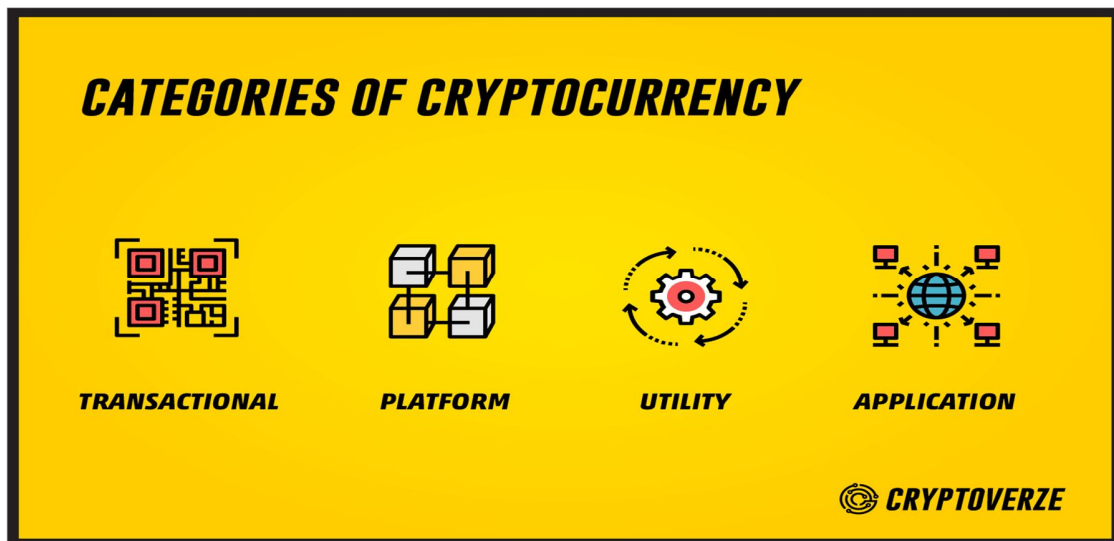 CATEGORIES OF CRYPTOCURRENCY
TRANSACTIONAL
PLATFORM
UTILITY
APPLICATION
CRYPTOVERZE